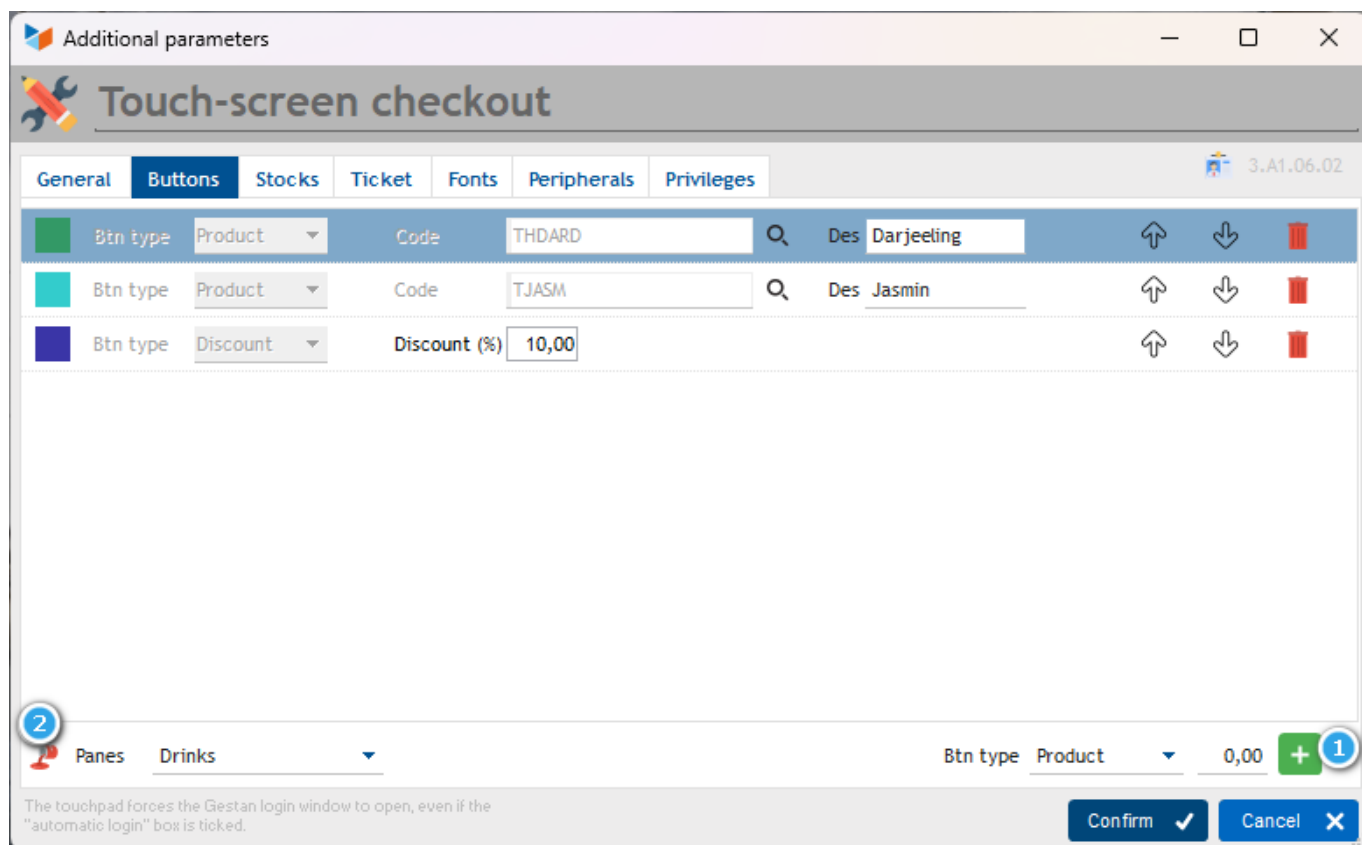 Additional parameters
Touch-screen checkout
General Buttons Stocks Ticket Fonts Peripherals Privileges 3.A1.06.02
Btn type Product Code THDARD Des Darjeeling
Btn type Product Code TJASM Des Jasmin
Btn type Discount Discount (%) 10,00
2
Panes Drinks Btn type Product 0,00 1
The touchpad forces the Gestan login window to open, even if the
"automatic login" box is ticked.
Confirm Cancel